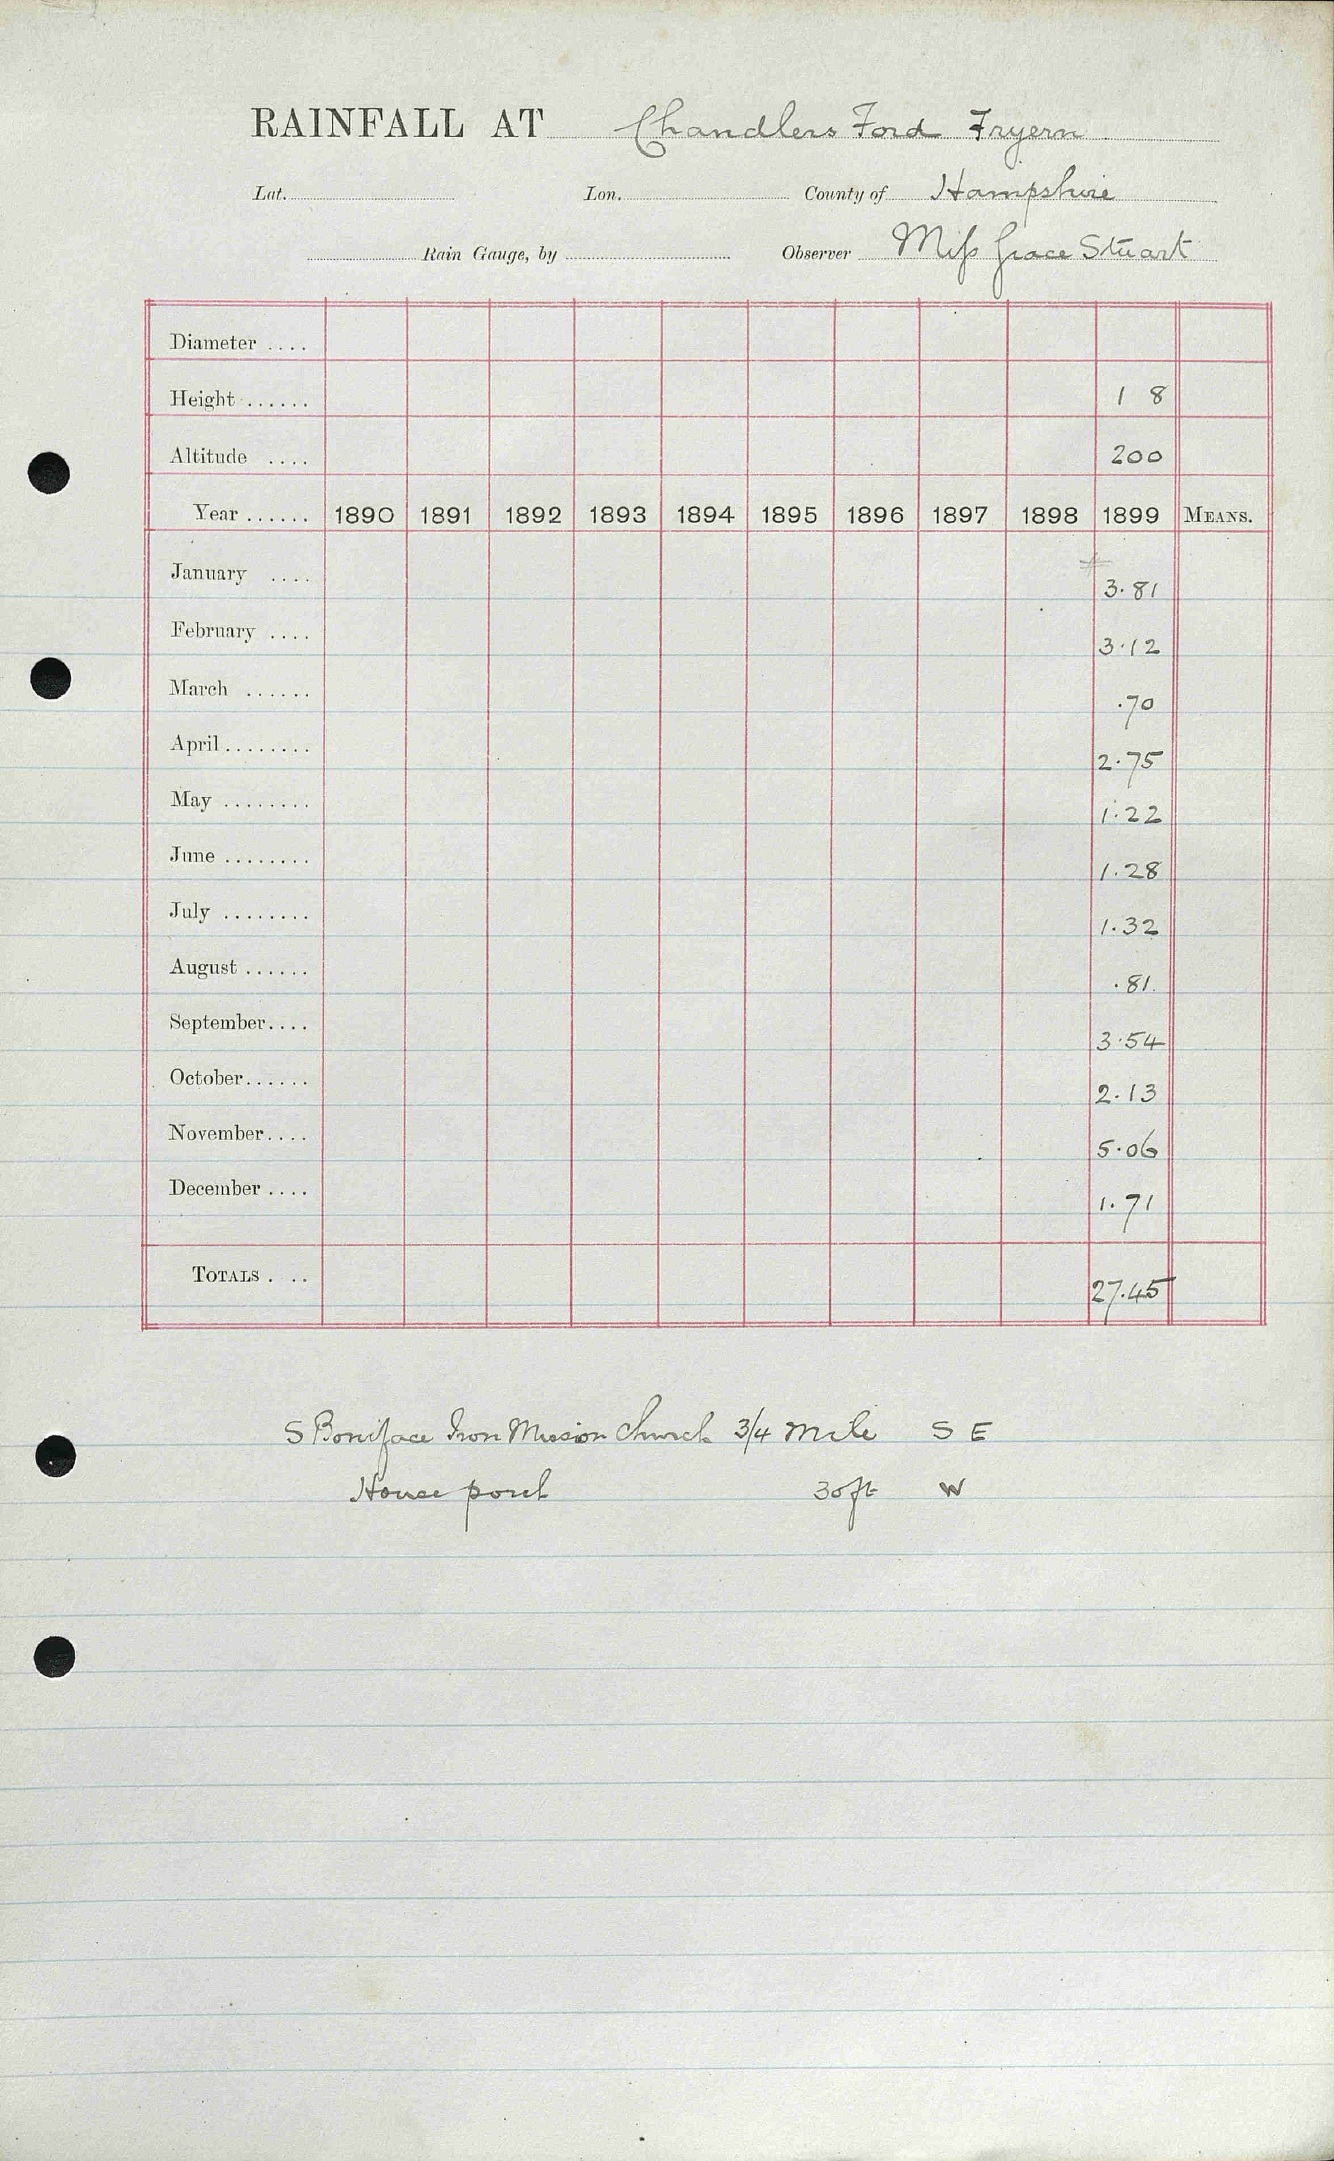 RAINFALL AT Chandlers Ford Fryern
Lat. Lon. County of Hampshire
Rain Gauge, by Observer Miss Grace Stuart
Diameter ....
Height ...... 1 8
Altitude .... 200
Year ...... 1890 1891 1892 1893 1894 1895 1896 1897 1898 1899 MEANS.
January .... 3.81
February .... 3.12
March ...... .70
April ........ 2.75
May ........ 1.22
June ........ 1.28
July ........ 1.32
August ...... .81
September.... 3.54
October...... 2.13
November.... 5.06
December .... 1.71
TOTALS . .. 27.45
S Boniface Iron Mission Church 3/4 mile S E
House porch 30ft W